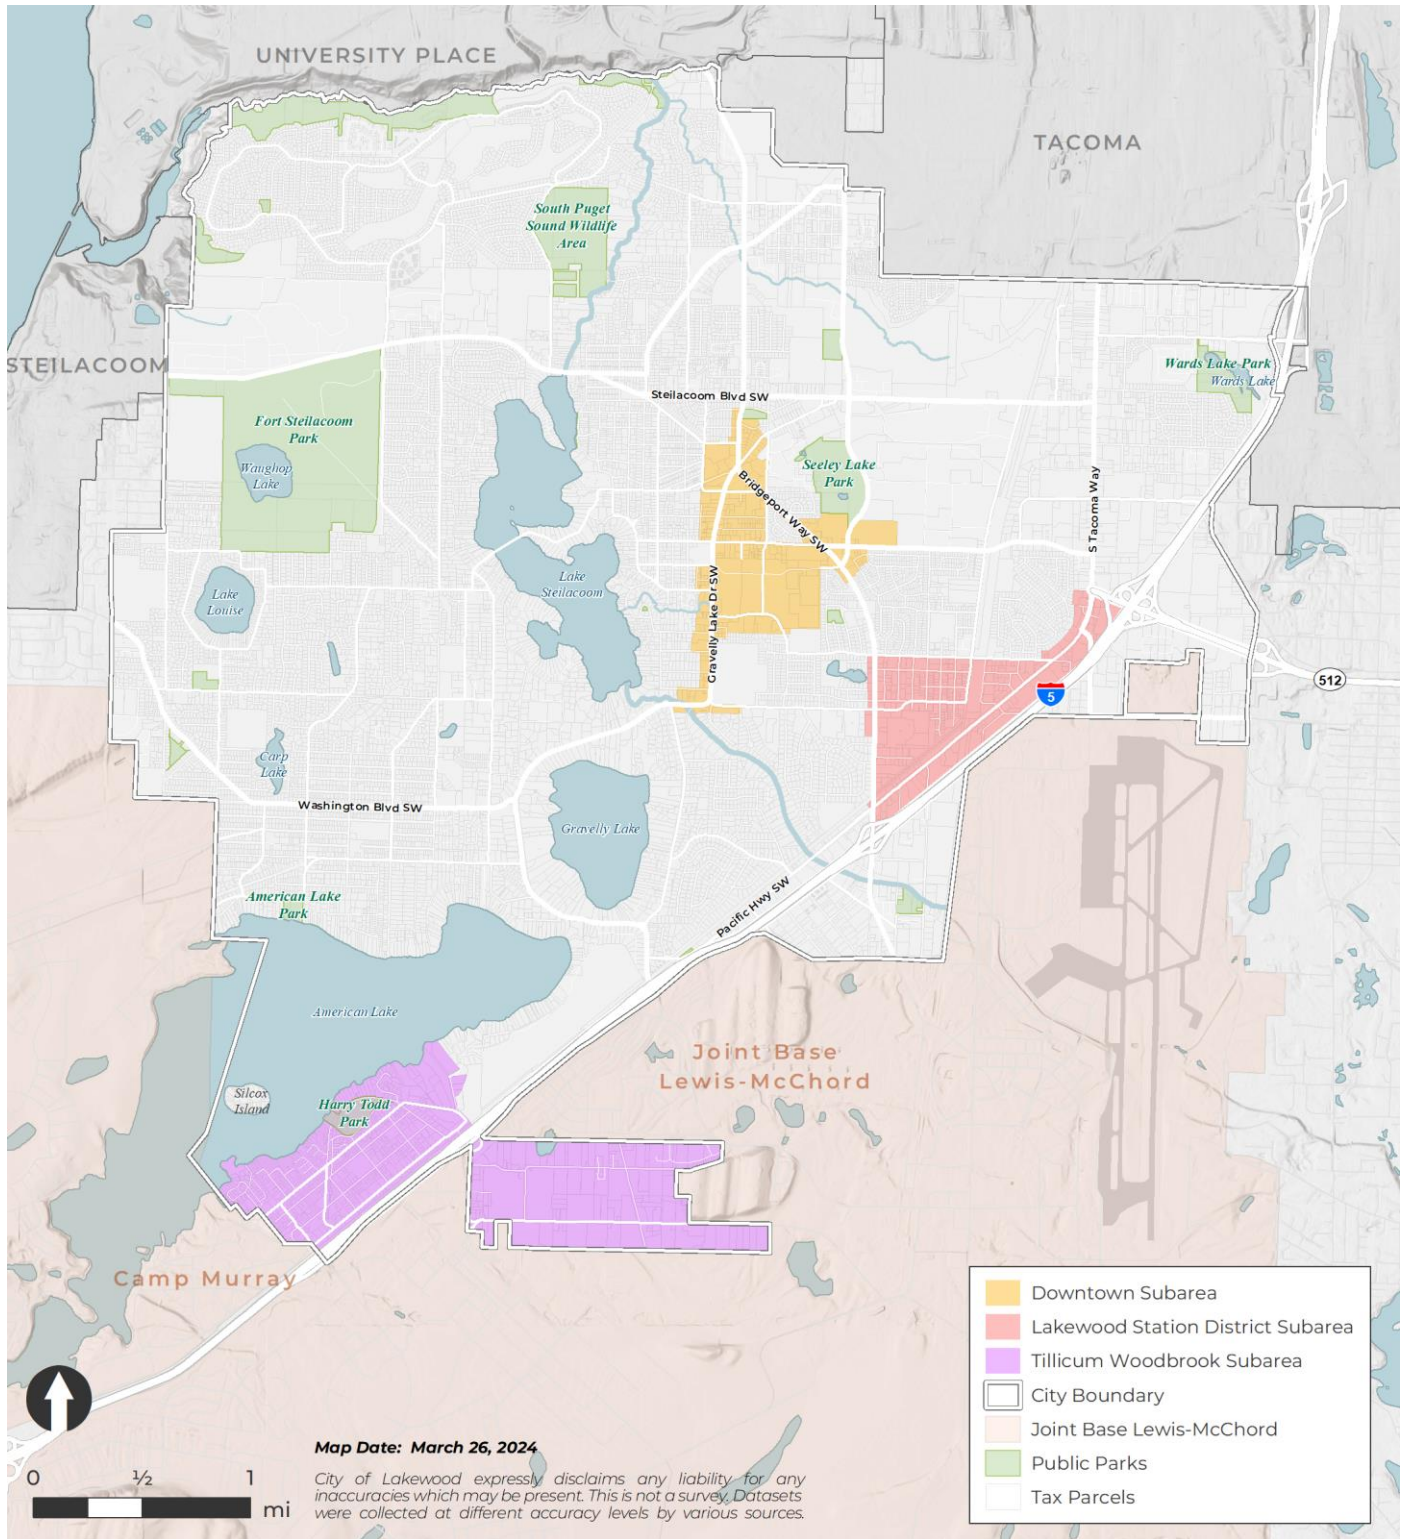 UNIVERSITY PLACE
TACOMA
South Puget
Sound Wildlife
Area
STEILACOOM
Wards Lake Park
Wards Lake
Steilacoom Blvd SW
Fort Steilacoom
Park
Waughop
Lake
Seeley Lake
Park
Bridgeport Way SW
S Tacoma Way
Lake
Steilacoom
Lake
Louise
Gravelly Lake Dr SW
512
5
Carp
Lake
Washington Blvd SW
Gravelly Lake
American Lake
Park
Pacific Hwy SW
American Lake
Joint Base
Lewis-McChord
Silcox
Island
Harry Todd
Park
Camp Murray
Downtown Subarea
Lakewood Station District Subarea
Tillicum Woodbrook Subarea
City Boundary
Joint Base Lewis-McChord
Public Parks
Tax Parcels
Map Date: March 26, 2024
City of Lakewood expressly disclaims any liability for any
inaccuracies which may be present. This is not a survey. Datasets
were collected at different accuracy levels by various sources.
0 ½ 1
mi